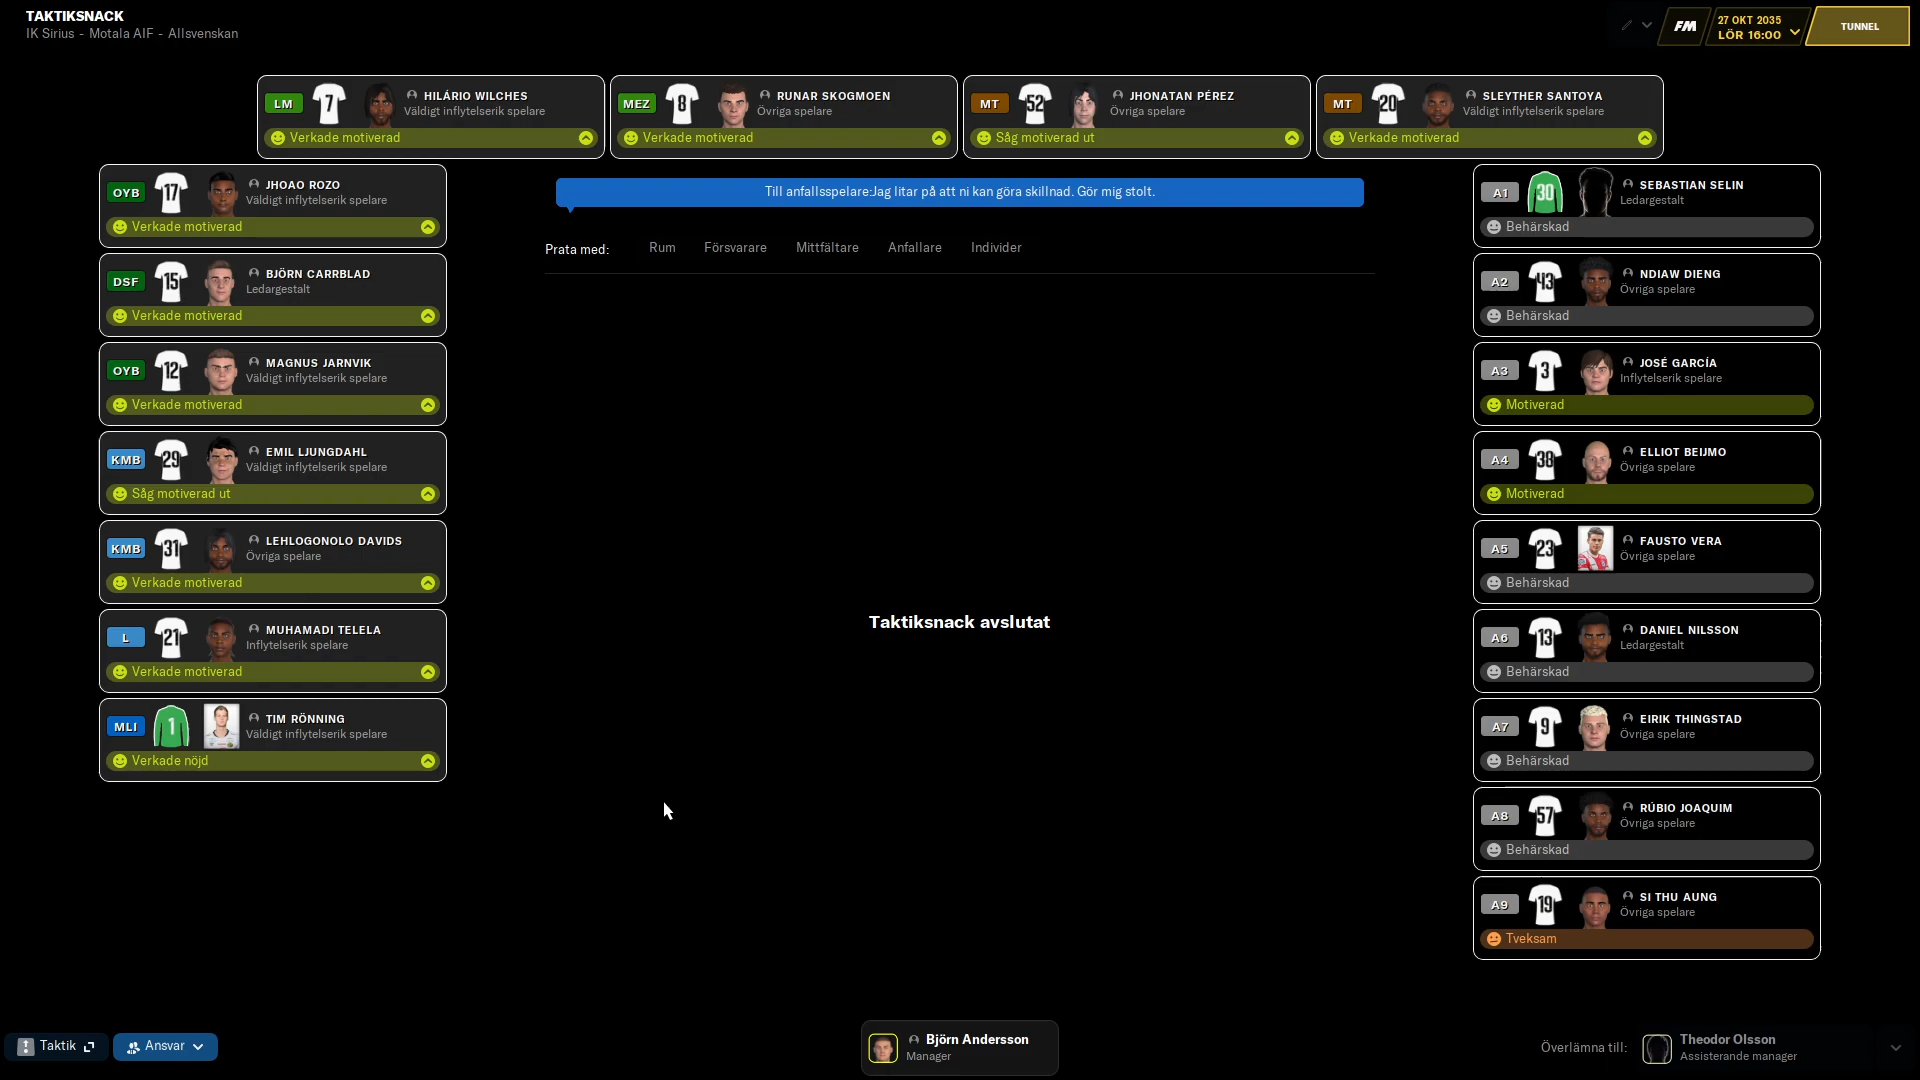 TAKTIKSNACK
IK Sirius - Motala AIF - Allsvenskan
FM
27 OKT 2035
LÖR 16:00
TUNNEL
LM
7
HILÁRIO WILCHES
Väldigt inflytelserik spelare
Verkade motiverad
MEZ
8
RUNAR SKOGMOEN
Övriga spelare
Verkade motiverad
MT
52
JHONATAN PÉREZ
Övriga spelare
Såg motiverad ut
MT
20
SLEYTHER SANTOYA
Väldigt inflytelserik spelare
Verkade motiverad
OYB
17
JHOAO ROZO
Väldigt inflytelserik spelare
Verkade motiverad
DSF
15
BJÖRN CARRBLAD
Ledargestalt
Verkade motiverad
OYB
12
MAGNUS JARNVIK
Väldigt inflytelserik spelare
Verkade motiverad
KMB
29
EMIL LJUNGDAHL
Väldigt inflytelserik spelare
Såg motiverad ut
KMB
31
LEHLOGONOLO DAVIDS
Övriga spelare
Verkade motiverad
L
21
MUHAMADI TELELA
Inflytelserik spelare
Verkade motiverad
MLI
1
TIM RÖNNING
Väldigt inflytelserik spelare
Verkade nöjd
Till anfallsspelare:Jag litar på att ni kan göra skillnad. Gör mig stolt.
Prata med: Rum Försvarare Mittfältare Anfallare Individer
Taktiksnack avslutat
A1
30
SEBASTIAN SELIN
Ledargestalt
Behärskad
A2
43
NDIAW DIENG
Övriga spelare
Behärskad
A3
3
JOSÉ GARCÍA
Inflytelserik spelare
Motiverad
A4
38
ELLIOT BEIJMO
Övriga spelare
Motiverad
A5
23
FAUSTO VERA
Övriga spelare
Behärskad
A6
13
DANIEL NILSSON
Ledargestalt
Behärskad
A7
9
EIRIK THINGSTAD
Övriga spelare
Behärskad
A8
57
RÚBIO JOAQUIM
Övriga spelare
Behärskad
A9
19
SI THU AUNG
Övriga spelare
Tveksam
Taktik
Ansvar
Björn Andersson
Manager
Överlämna till:
Theodor Olsson
Assisterande manager